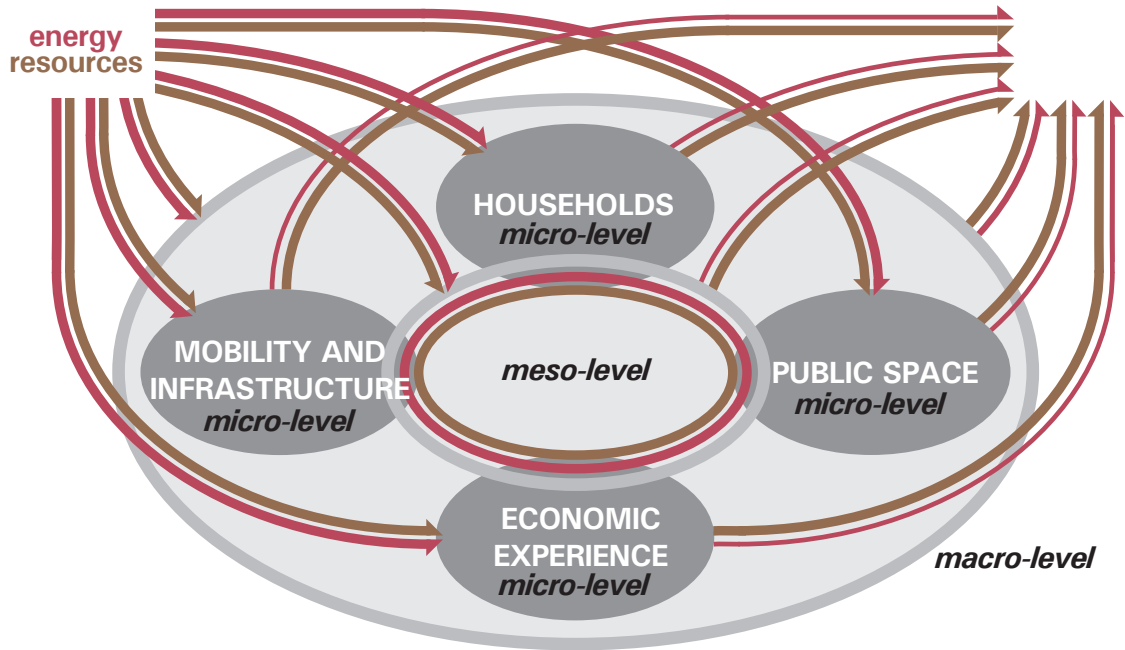 energy
resources
HOUSEHOLDS
micro-level
MOBILITY AND
INFRASTRUCTURE
micro-level
meso-level
PUBLIC SPACE
micro-level
ECONOMIC
EXPERIENCE
micro-level
macro-level